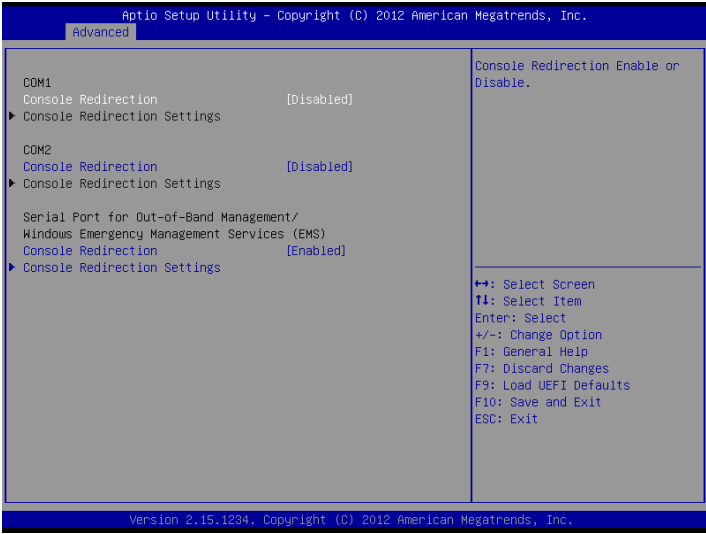 Aptio Setup Utility – Copyright (C) 2012 American Megatrends, Inc.
Advanced
COM1
Console Redirection [Disabled]
Console Redirection Settings
COM2
Console Redirection [Disabled]
Console Redirection Settings
Serial Port for Out-of-Band Management/
Windows Emergency Management Services (EMS)
Console Redirection [Enabled]
Console Redirection Settings
Console Redirection Enable or
Disable.
↔: Select Screen
↑↓: Select Item
Enter: Select
+/-: Change Option
F1: General Help
F7: Discard Changes
F9: Load UEFI Defaults
F10: Save and Exit
ESC: Exit
Version 2.15.1234. Copyright (C) 2012 American Megatrends, Inc.